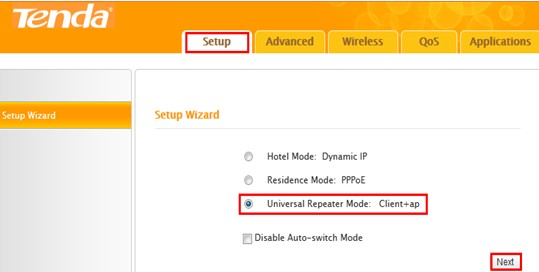 Tenda
Setup Advanced Wireless QoS Applications
Setup Wizard
Setup Wizard
Hotel Mode: Dynamic IP
Residence Mode: PPPoE
Universal Repeater Mode: Client+ap
Disable Auto-switch Mode
Next